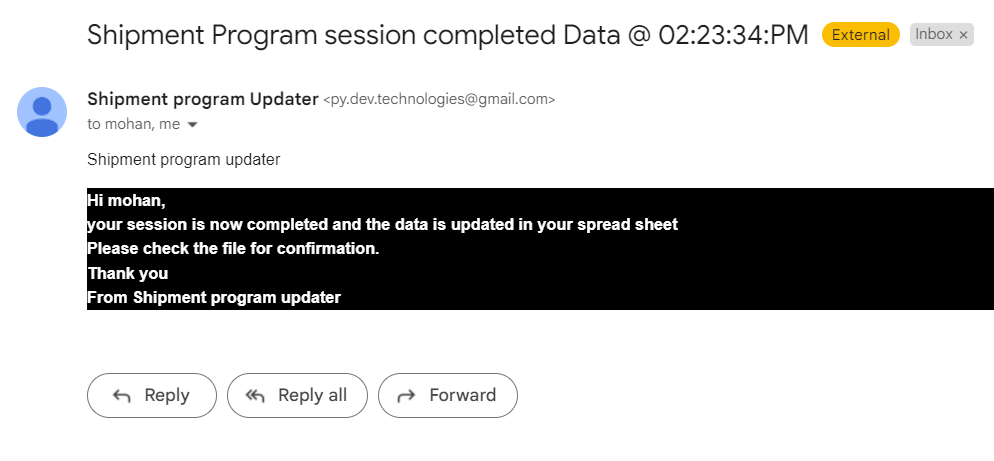 Shipment Program session completed Data @ 02:23:34:PM External Inbox ×
Shipment program Updater <py.dev.technologies@gmail.com>
to mohan, me
Shipment program updater
Hi mohan,
your session is now completed and the data is updated in your spread sheet
Please check the file for confirmation.
Thank you
From Shipment program updater
Reply Reply all Forward